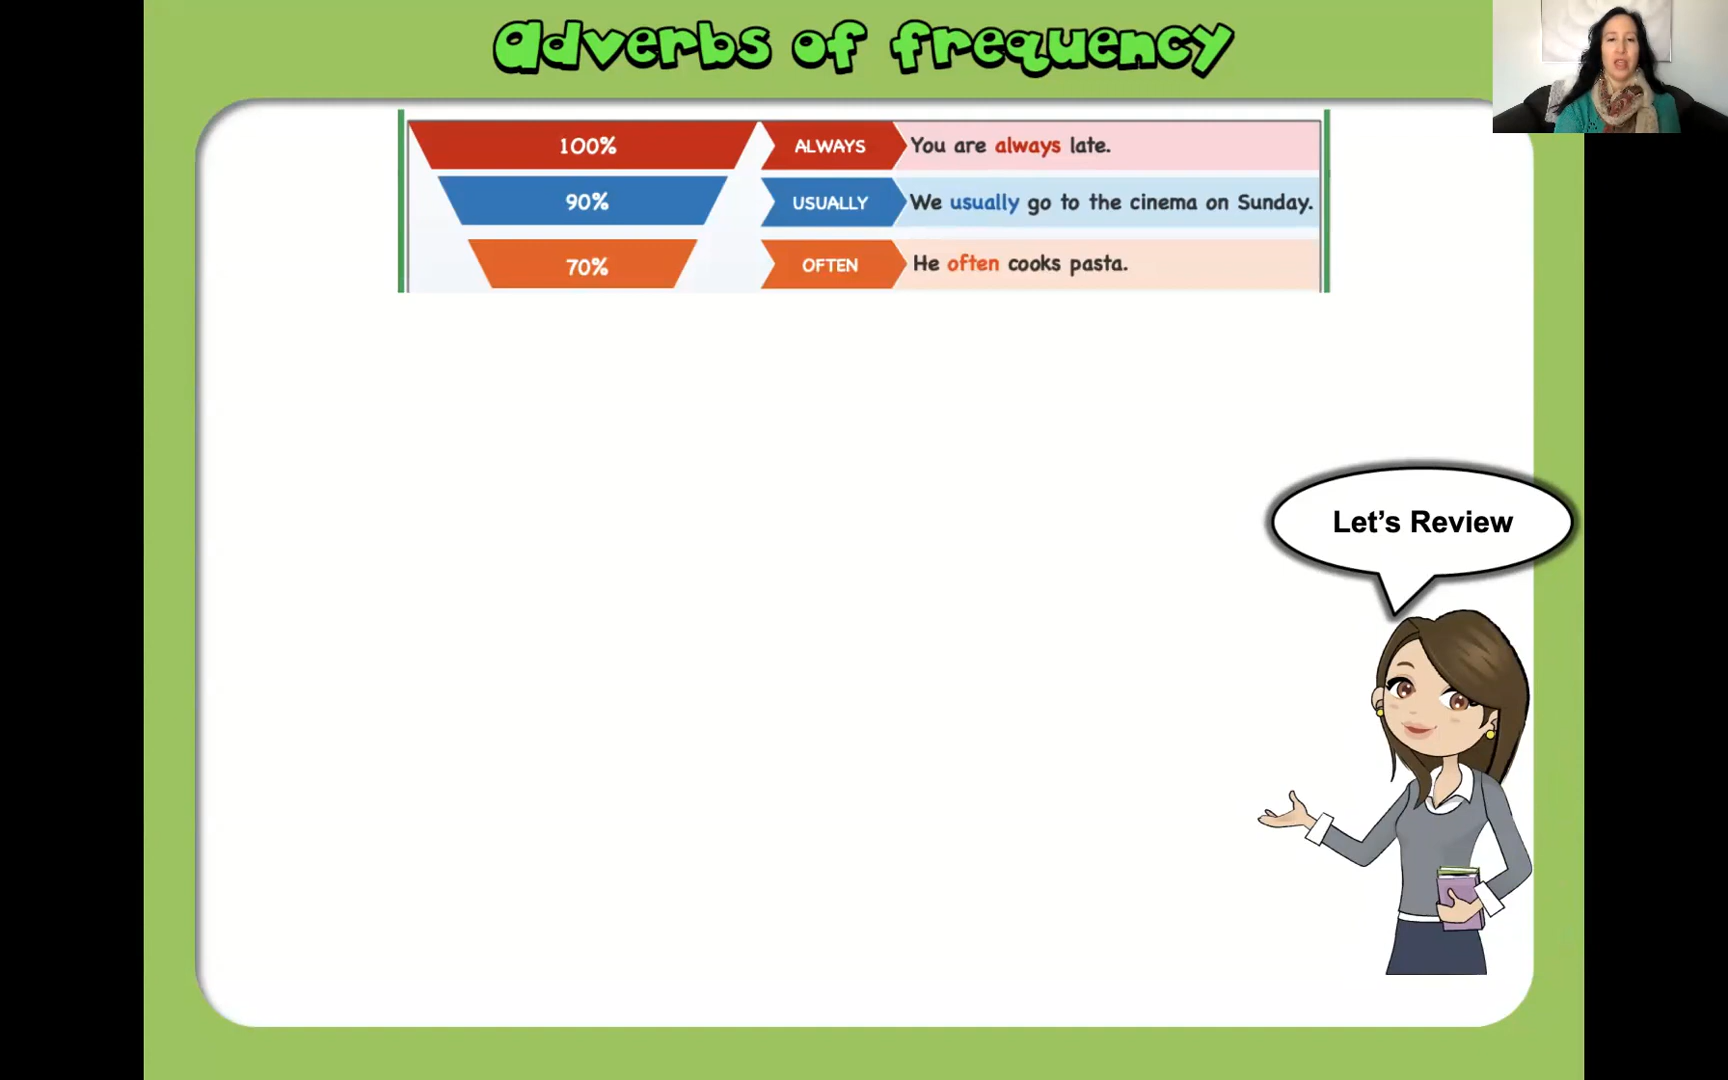 adverbs of frequency
100% ALWAYS You are always late.
90% USUALLY We usually go to the cinema on Sunday.
70% OFTEN He often cooks pasta.
Let's Review